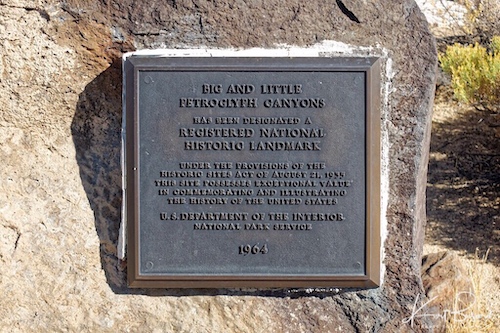 BIG AND LITTLE
PETROGLYPH CANYONS
HAS BEEN DESIGNATED A
REGISTERED NATIONAL
HISTORIC LANDMARK
UNDER THE PROVISIONS OF THE
HISTORIC SITES ACT OF AUGUST 21, 1935
THIS SITE POSSESSES EXCEPTIONAL VALUE
IN COMMEMORATING AND ILLUSTRATING
THE HISTORY OF THE UNITED STATES
U.S. DEPARTMENT OF THE INTERIOR
NATIONAL PARK SERVICE
1964